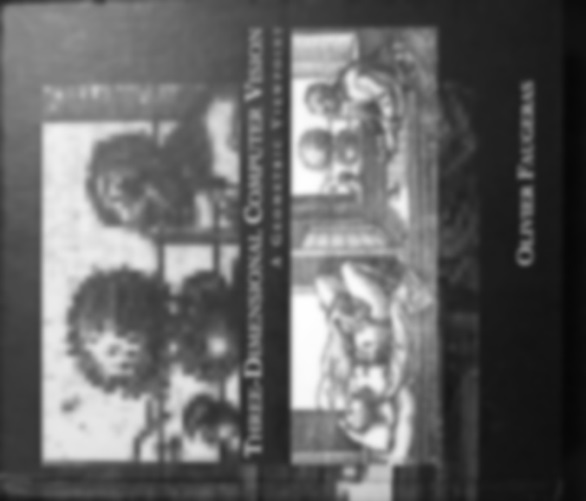 THREE-DIMENSIONAL COMPUTER VISION
A GEOMETRIC VIEWPOINT
OLIVIER FAUGERAS